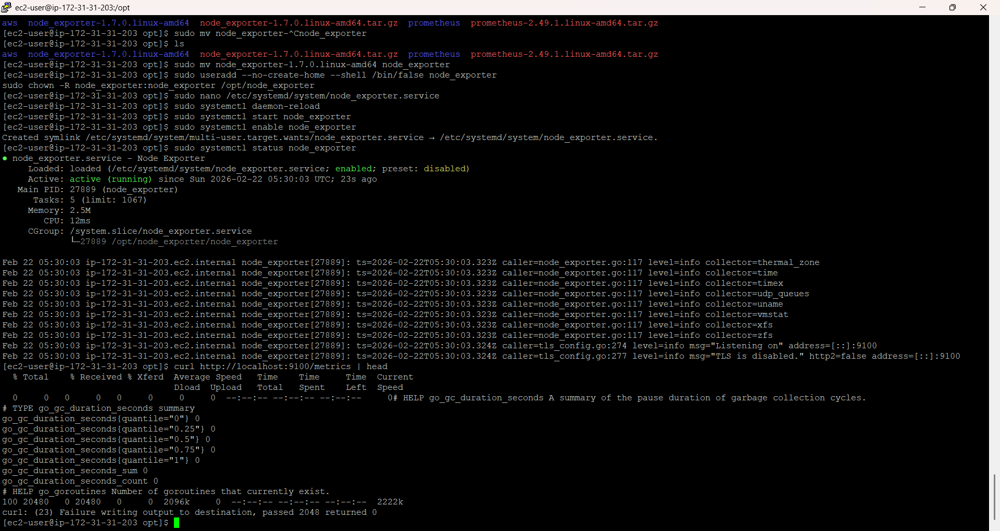 ec2-user@ip-172-31-31-203:/opt
aws  node_exporter-1.7.0.linux-amd64  node_exporter-1.7.0.linux-amd64.tar.gz  prometheus  prometheus-2.49.1.linux-amd64.tar.gz
[ec2-user@ip-172-31-31-203 opt]$ sudo mv node_exporter-^Cnode_exporter
[ec2-user@ip-172-31-31-203 opt]$ ls
aws  node_exporter-1.7.0.linux-amd64  node_exporter-1.7.0.linux-amd64.tar.gz  prometheus  prometheus-2.49.1.linux-amd64.tar.gz
[ec2-user@ip-172-31-31-203 opt]$ sudo mv node_exporter-1.7.0.linux-amd64 node_exporter
[ec2-user@ip-172-31-31-203 opt]$ sudo useradd --no-create-home --shell /bin/false node_exporter
sudo chown -R node_exporter:node_exporter /opt/node_exporter
[ec2-user@ip-172-31-31-203 opt]$ sudo nano /etc/systemd/system/node_exporter.service
[ec2-user@ip-172-31-31-203 opt]$ sudo systemctl daemon-reload
[ec2-user@ip-172-31-31-203 opt]$ sudo systemctl start node_exporter
[ec2-user@ip-172-31-31-203 opt]$ sudo systemctl enable node_exporter
Created symlink /etc/systemd/system/multi-user.target.wants/node_exporter.service → /etc/systemd/system/node_exporter.service.
[ec2-user@ip-172-31-31-203 opt]$ sudo systemctl status node_exporter
● node_exporter.service - Node Exporter
     Loaded: loaded (/etc/systemd/system/node_exporter.service; enabled; preset: disabled)
     Active: active (running) since Sun 2026-02-22 05:30:03 UTC; 23s ago
   Main PID: 27889 (node_exporter)
      Tasks: 5 (limit: 1067)
     Memory: 2.5M
        CPU: 12ms
     CGroup: /system.slice/node_exporter.service
             └─27889 /opt/node_exporter/node_exporter
Feb 22 05:30:03 ip-172-31-31-203.ec2.internal node_exporter[27889]: ts=2026-02-22T05:30:03.323Z caller=node_exporter.go:117 level=info collector=thermal_zone
Feb 22 05:30:03 ip-172-31-31-203.ec2.internal node_exporter[27889]: ts=2026-02-22T05:30:03.323Z caller=node_exporter.go:117 level=info collector=time
Feb 22 05:30:03 ip-172-31-31-203.ec2.internal node_exporter[27889]: ts=2026-02-22T05:30:03.323Z caller=node_exporter.go:117 level=info collector=timex
Feb 22 05:30:03 ip-172-31-31-203.ec2.internal node_exporter[27889]: ts=2026-02-22T05:30:03.323Z caller=node_exporter.go:117 level=info collector=udp_queues
Feb 22 05:30:03 ip-172-31-31-203.ec2.internal node_exporter[27889]: ts=2026-02-22T05:30:03.323Z caller=node_exporter.go:117 level=info collector=uname
Feb 22 05:30:03 ip-172-31-31-203.ec2.internal node_exporter[27889]: ts=2026-02-22T05:30:03.323Z caller=node_exporter.go:117 level=info collector=vmstat
Feb 22 05:30:03 ip-172-31-31-203.ec2.internal node_exporter[27889]: ts=2026-02-22T05:30:03.323Z caller=node_exporter.go:117 level=info collector=xfs
Feb 22 05:30:03 ip-172-31-31-203.ec2.internal node_exporter[27889]: ts=2026-02-22T05:30:03.323Z caller=node_exporter.go:117 level=info collector=zfs
Feb 22 05:30:03 ip-172-31-31-203.ec2.internal node_exporter[27889]: ts=2026-02-22T05:30:03.324Z caller=tls_config.go:274 level=info msg="Listening on" address=[::]:9100
Feb 22 05:30:03 ip-172-31-31-203.ec2.internal node_exporter[27889]: ts=2026-02-22T05:30:03.324Z caller=tls_config.go:277 level=info msg="TLS is disabled." http2=false address=[::]:9100
[ec2-user@ip-172-31-31-203 opt]$ curl http://localhost:9100/metrics | head
  % Total    % Received % Xferd  Average Speed   Time    Time     Time  Current
                                 Dload  Upload   Total   Spent    Left  Speed
  0     0   0     0   0     0     0     0  --:--:-- --:--:-- --:--:--     0# HELP go_gc_duration_seconds A summary of the pause duration of garbage collection cycles.
# TYPE go_gc_duration_seconds summary
go_gc_duration_seconds{quantile="0"} 0
go_gc_duration_seconds{quantile="0.25"} 0
go_gc_duration_seconds{quantile="0.5"} 0
go_gc_duration_seconds{quantile="0.75"} 0
go_gc_duration_seconds{quantile="1"} 0
go_gc_duration_seconds_sum 0
go_gc_duration_seconds_count 0
# HELP go_goroutines Number of goroutines that currently exist.
100 20480   0 20480   0     0  2096k     0  --:--:-- --:--:-- --:--:--  2222k
curl: (23) Failure writing output to destination, passed 2048 returned 0
[ec2-user@ip-172-31-31-203 opt]$